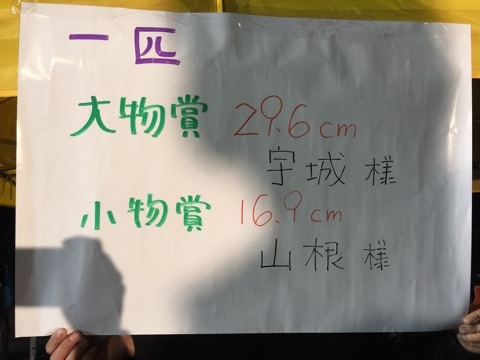 一匹
大物賞 29.6cm
宇城 様
小物賞 16.9cm
山根 様